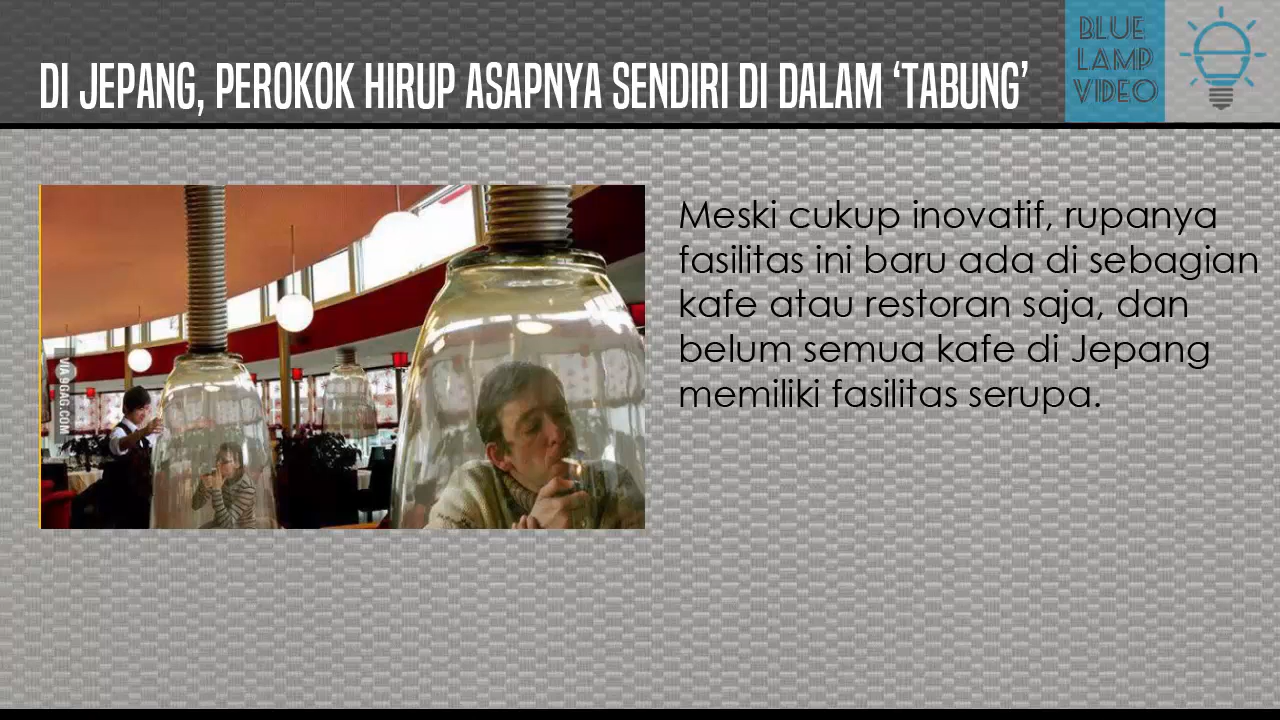 DI JEPANG, PEROKOK HIRUP ASAPNYA SENDIRI DI DALAM ‘TABUNG’
BLUE
LAMP
VIDEO
VIA 9GAG.COM
Meski cukup inovatif, rupanya
fasilitas ini baru ada di sebagian
kafe atau restoran saja, dan
belum semua kafe di Jepang
memiliki fasilitas serupa.